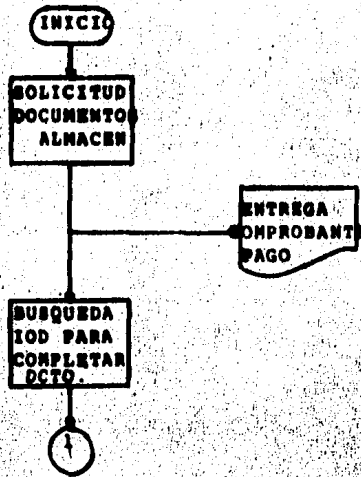 INICIO
SOLICITUD
DOCUMENTOS
ALMACEN
ENTREGA
COMPROBANT
PAGO
BUSQUEDA
IOD PARA
COMPLETAR
DCTO.
1